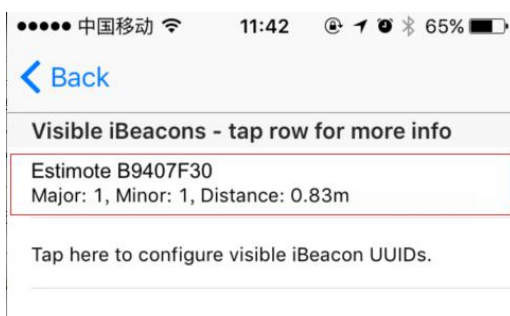 中国移动 11:42 65%
Back
Visible iBeacons - tap row for more info
Estimote B9407F30
Major: 1, Minor: 1, Distance: 0.83m
Tap here to configure visible iBeacon UUIDs.